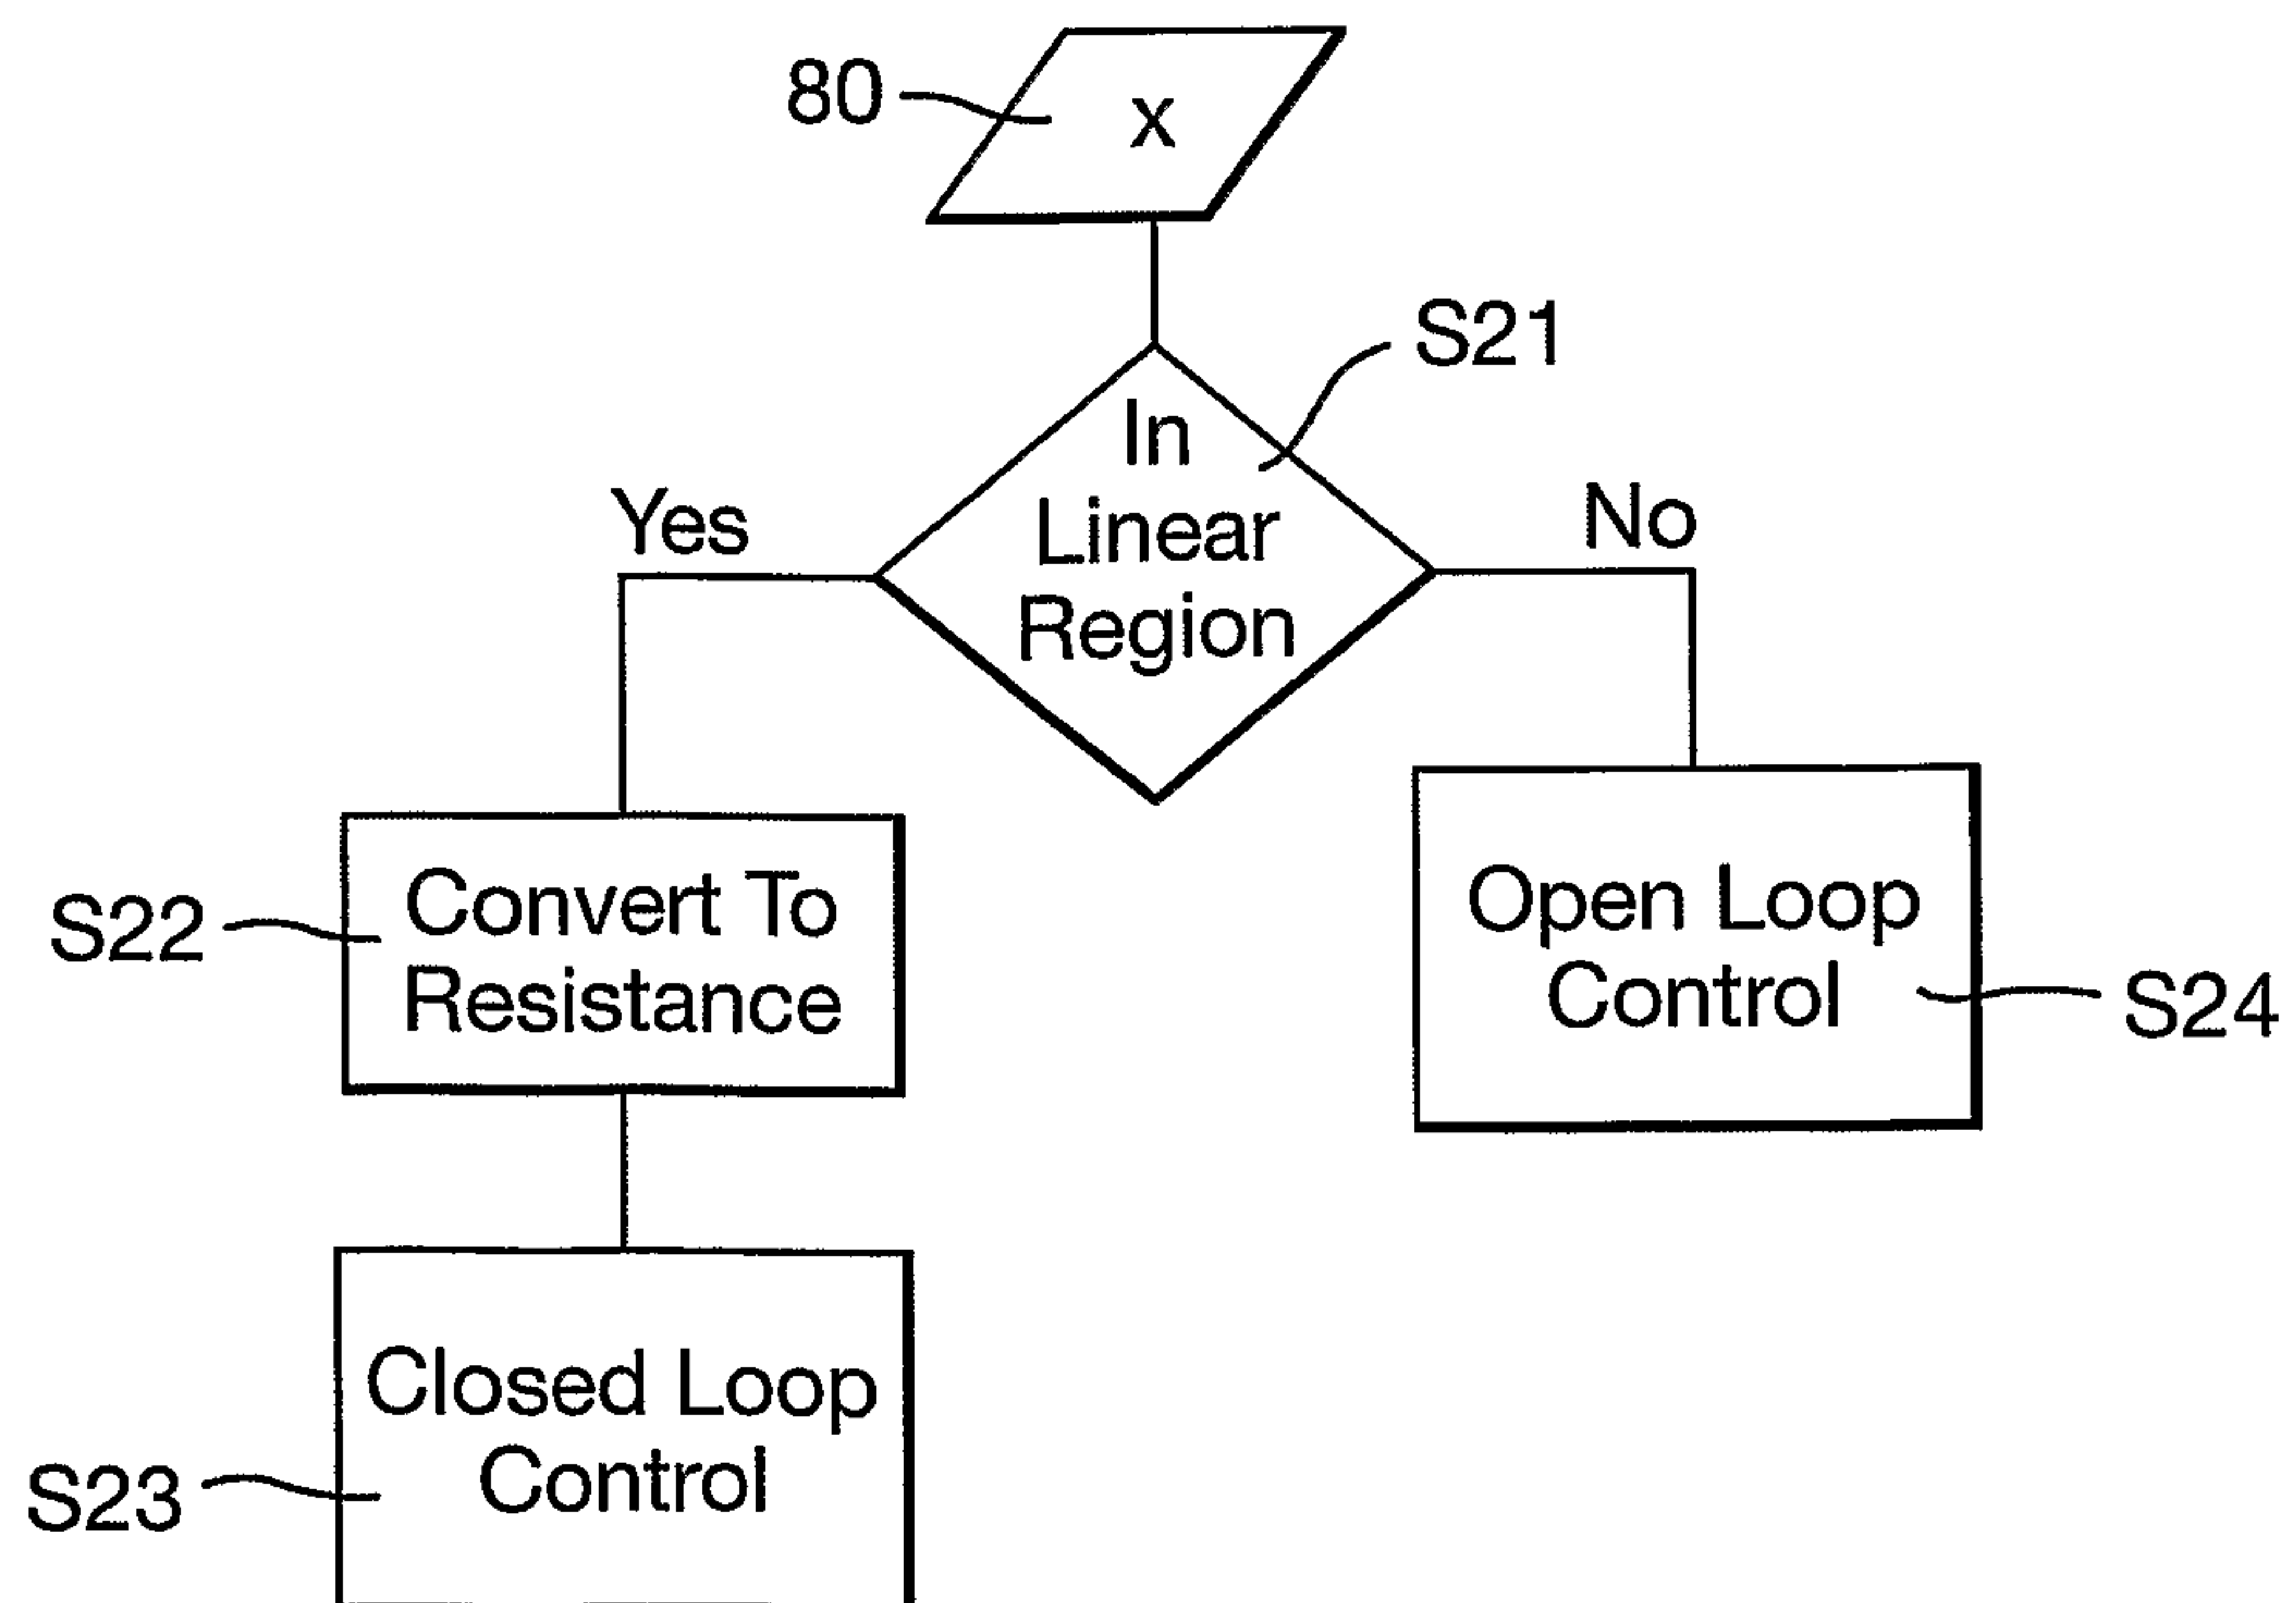 80
x
S21
In
Linear
Region
Yes
No
S22
Convert To
Resistance
Open Loop
Control
S24
Closed Loop
Control
S23